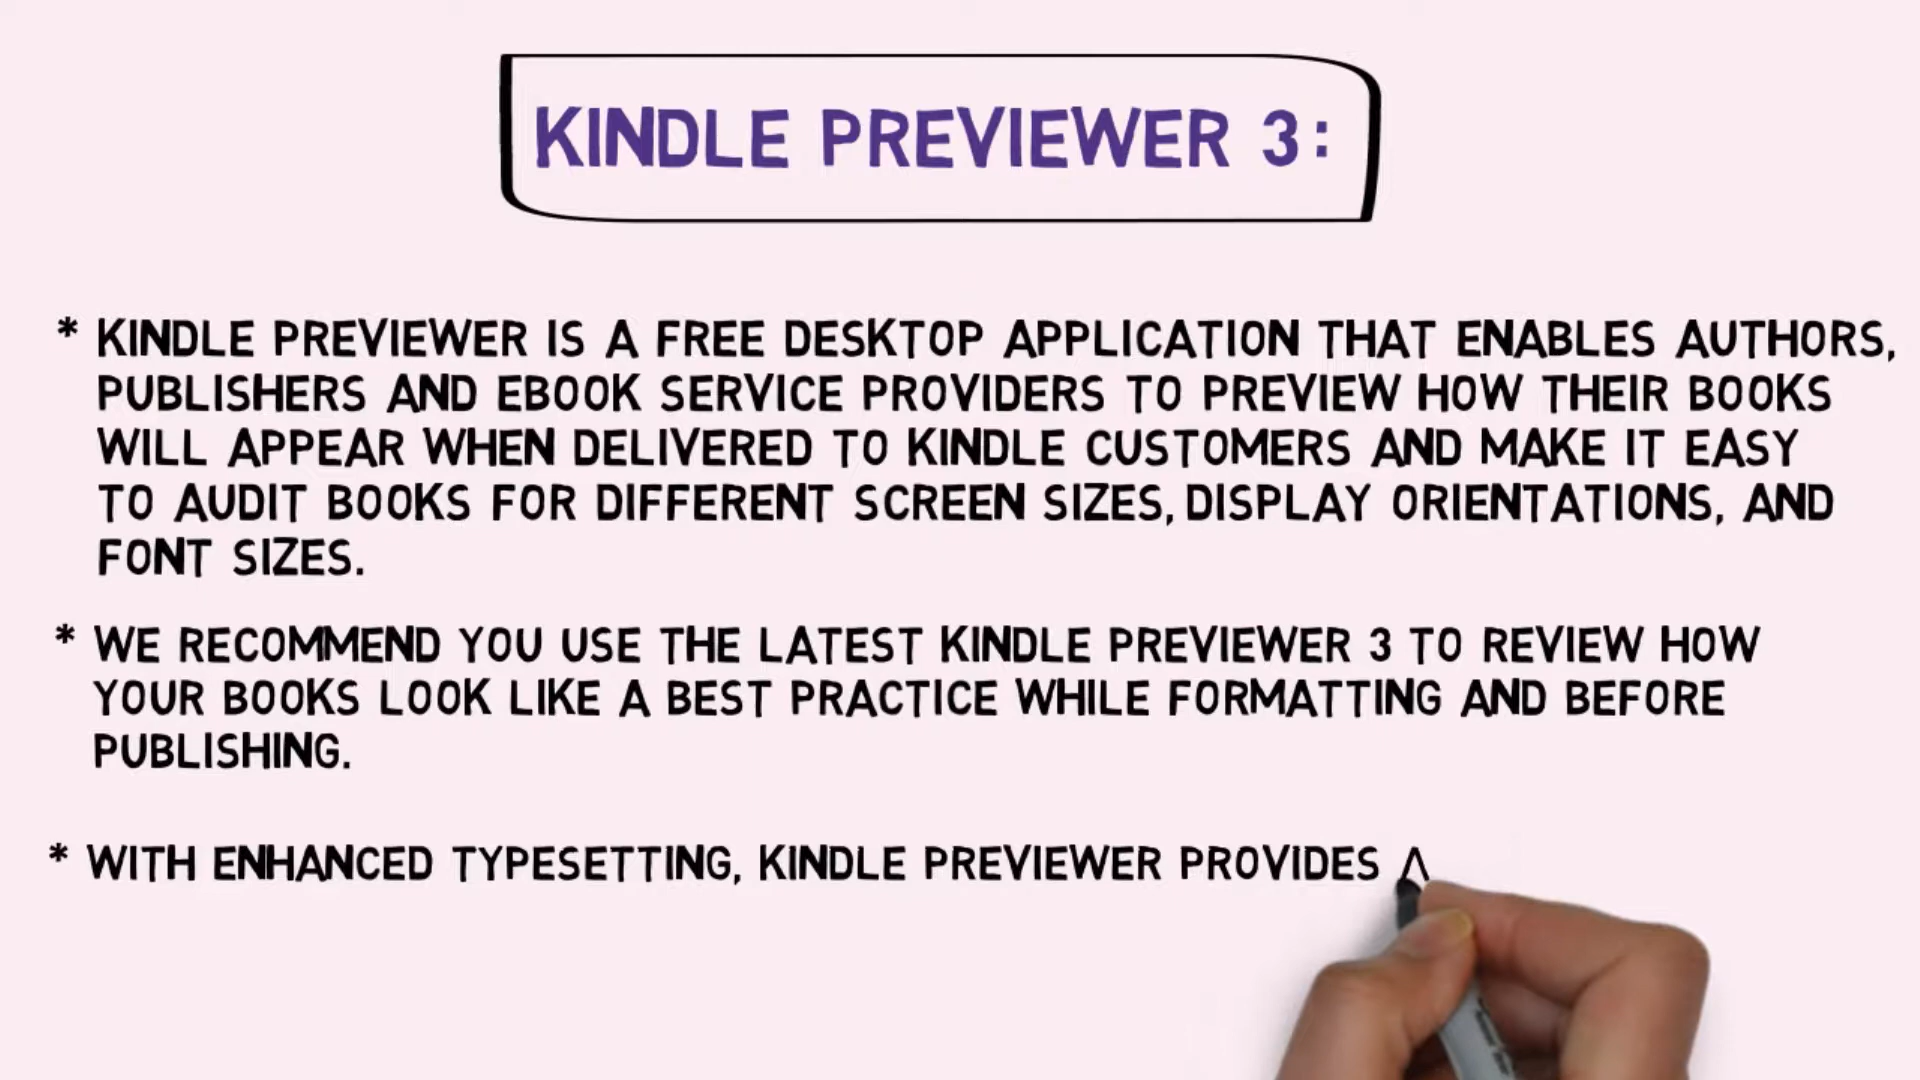 KINDLE PREVIEWER 3:
* KINDLE PREVIEWER IS A FREE DESKTOP APPLICATION THAT ENABLES AUTHORS,
PUBLISHERS AND EBOOK SERVICE PROVIDERS TO PREVIEW HOW THEIR BOOKS
WILL APPEAR WHEN DELIVERED TO KINDLE CUSTOMERS AND MAKE IT EASY
TO AUDIT BOOKS FOR DIFFERENT SCREEN SIZES, DISPLAY ORIENTATIONS, AND
FONT SIZES.
* WE RECOMMEND YOU USE THE LATEST KINDLE PREVIEWER 3 TO REVIEW HOW
YOUR BOOKS LOOK LIKE A BEST PRACTICE WHILE FORMATTING AND BEFORE
PUBLISHING.
* WITH ENHANCED TYPESETTING, KINDLE PREVIEWER PROVIDES